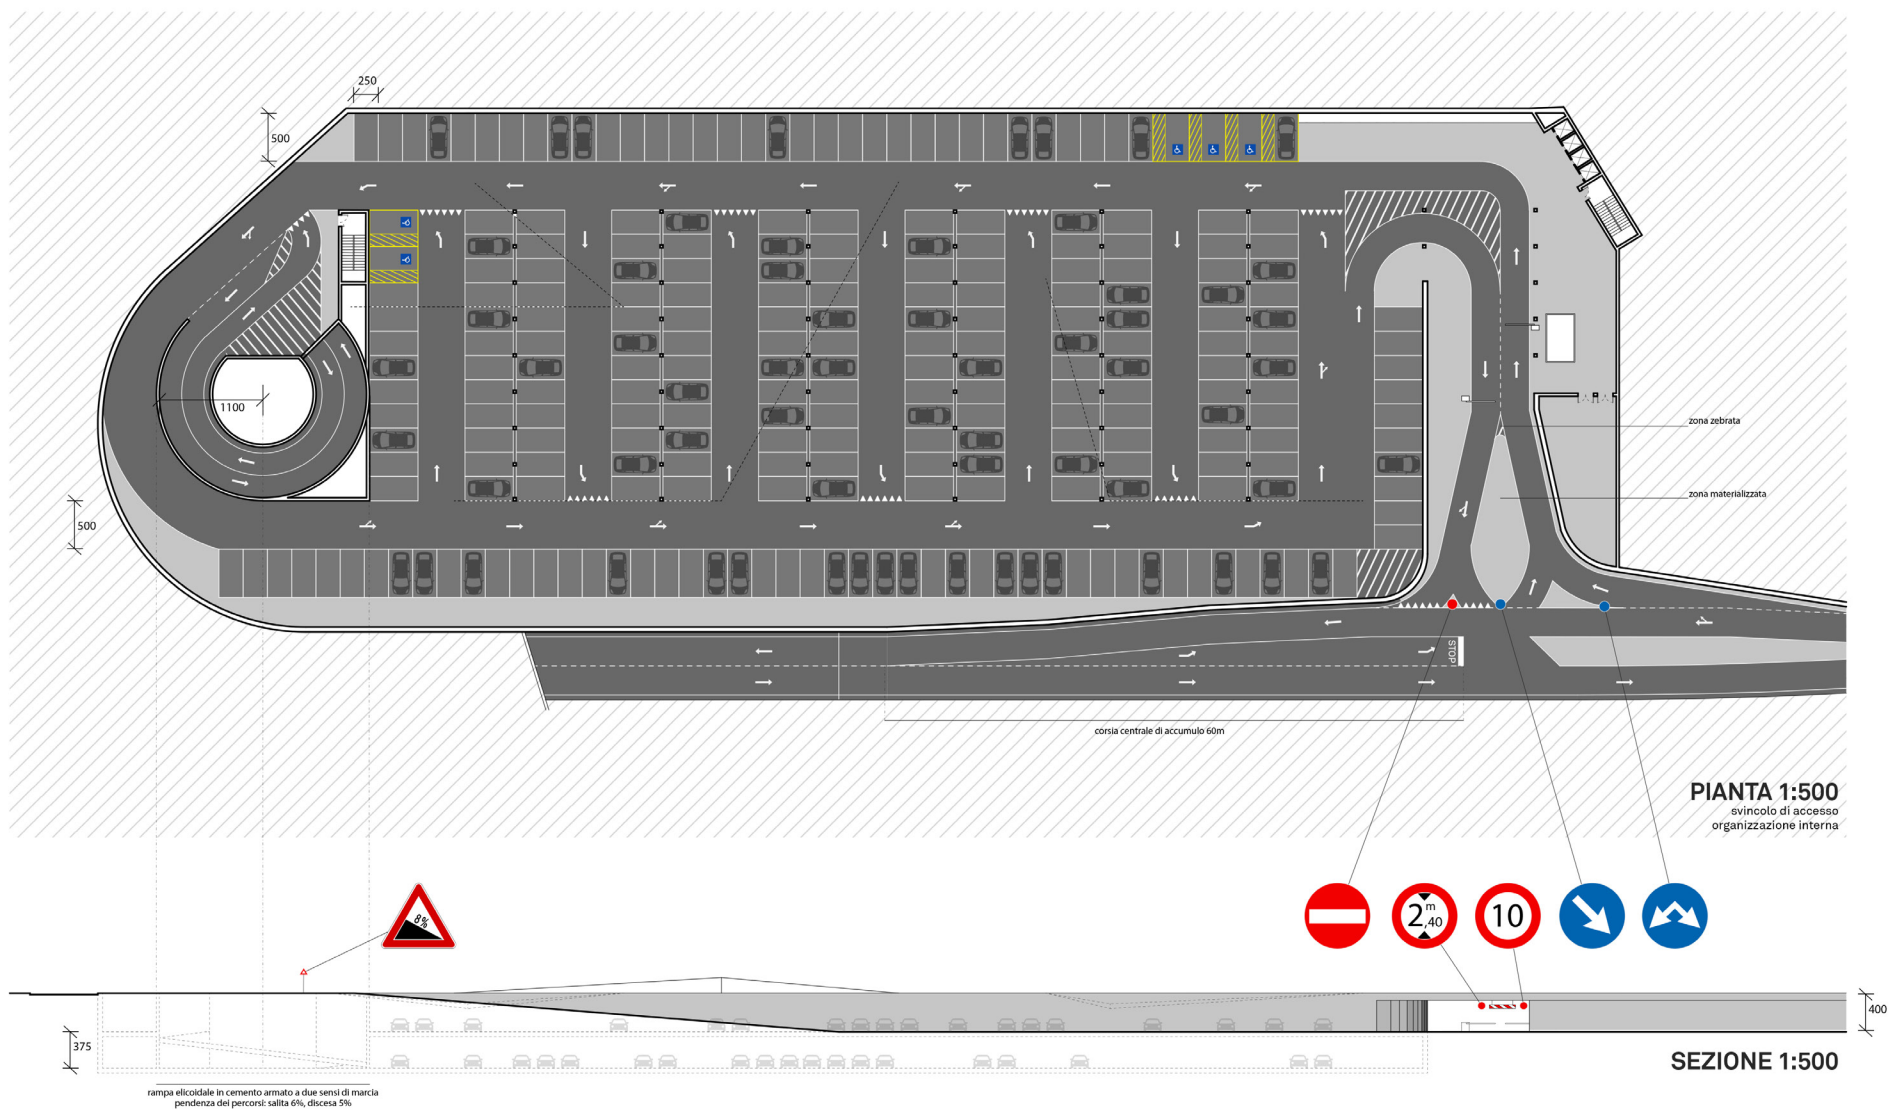 250
500
1100
500
zona zebrata
zona materializzata
STOP
corsia centrale di accumulo 60m
PIANTA 1:500
svincolo di accesso
organizzazione interna
8%
2 m ,40
10
400
375
SEZIONE 1:500
rampa elicoidale in cemento armato a due sensi di marcia
pendenza dei percorsi: salita 6%, discesa 5%